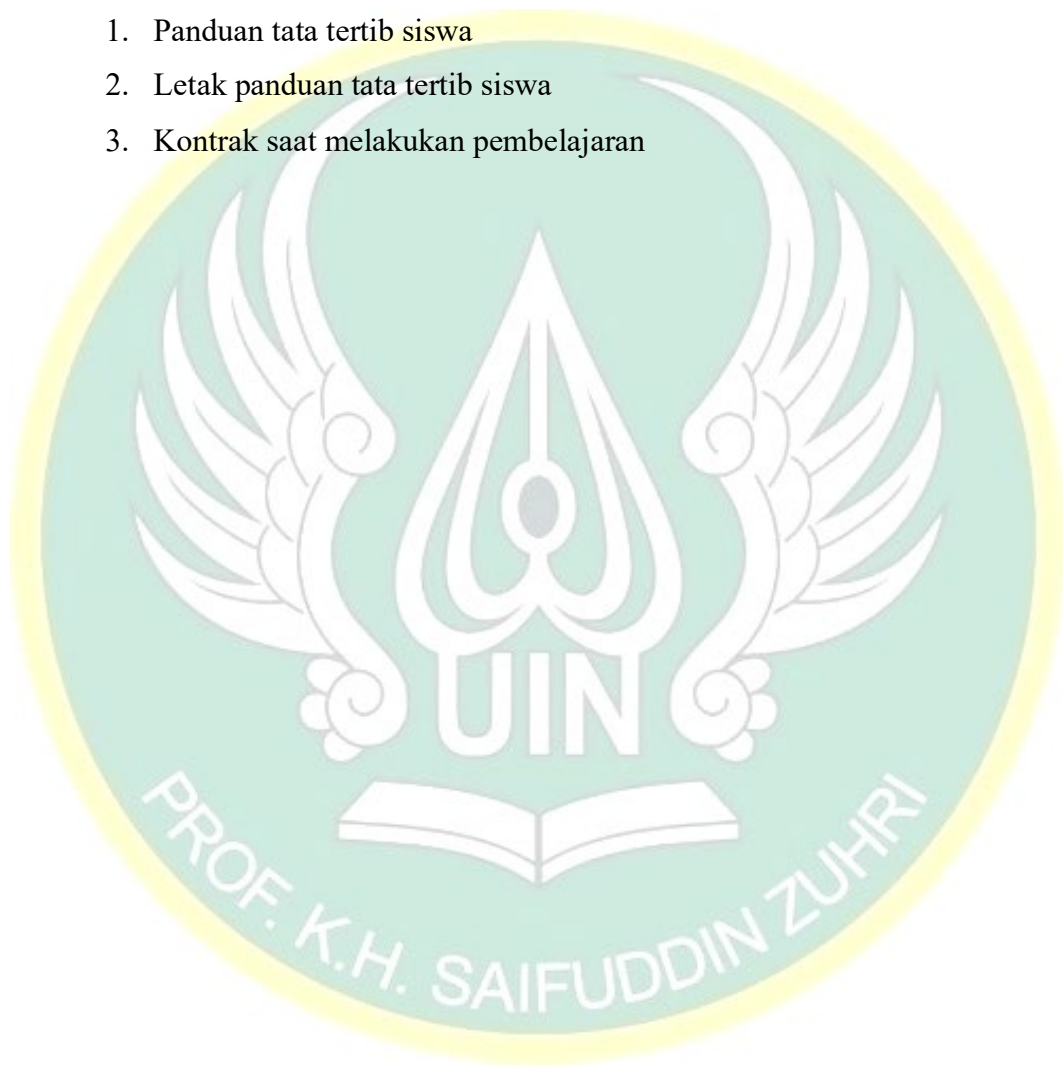 1. Panduan tata tertib siswa
2. Letak panduan tata tertib siswa
3. Kontrak saat melakukan pembelajaran
UIN
PROF. K.H. SAIFUDDIN ZUHRI